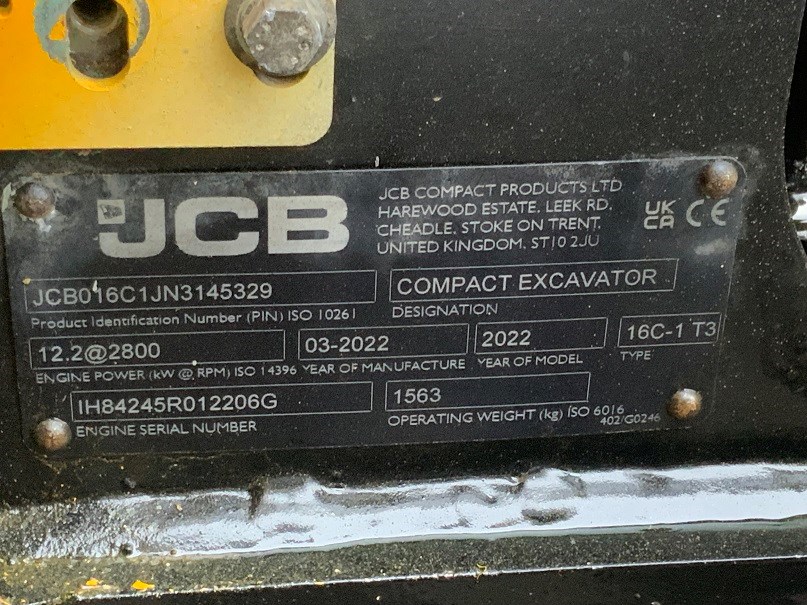 JCB
JCB COMPACT PRODUCTS LTD
HAREWOOD ESTATE, LEEK RD,
CHEADLE, STOKE ON TRENT,
UNITED KINGDOM, ST10 2JU
UK
CA CE
JCB016C1JN3145329
Product Identification Number (PIN) ISO 10261
COMPACT EXCAVATOR
DESIGNATION
12.2@2800
ENGINE POWER (kW @ RPM) ISO 14396
03-2022
YEAR OF MANUFACTURE
2022
YEAR OF MODEL
16C-1 T3
TYPE
IH84245R012206G
ENGINE SERIAL NUMBER
1563
OPERATING WEIGHT (kg) ISO 6016
402/G0246